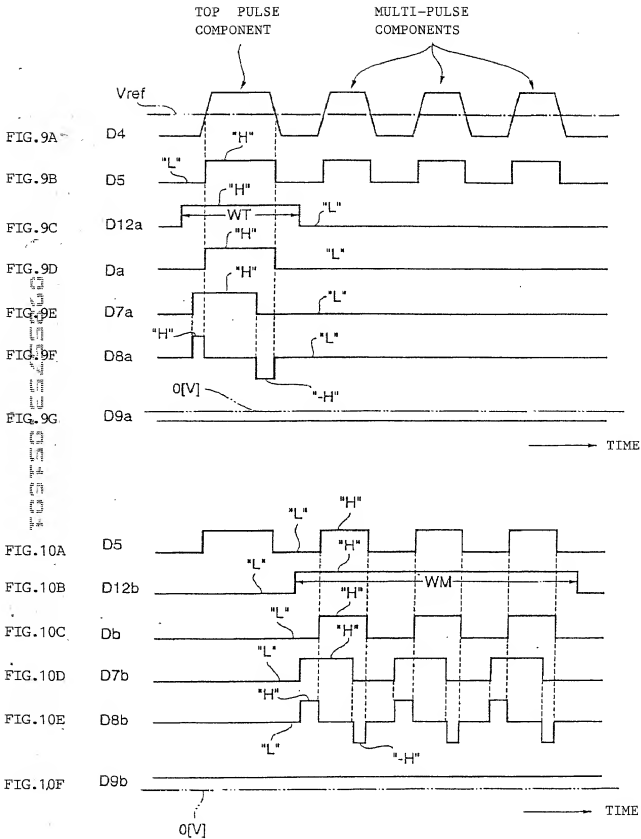 TOP PULSE COMPONENT
MULTI-PULSE COMPONENTS
Vref
FIG.9A D4
"H"
"L"
FIG.9B D5
"H"
WT
"L"
FIG.9C D12a
"H"
"L"
FIG.9D Da
"H"
"L"
FIG.9E D7a
"H"
"L"
FIG.9F D8a
"-H"
0[V]
FIG.9G D9a
TIME
"H"
"L"
FIG.10A D5
"H"
"L"
WM
FIG.10B D12b
"H"
"L"
FIG.10C Db
"H"
"L"
FIG.10D D7b
"H"
FIG.10E D8b
"L"
"-H"
FIG.10F D9b
TIME
0[V]